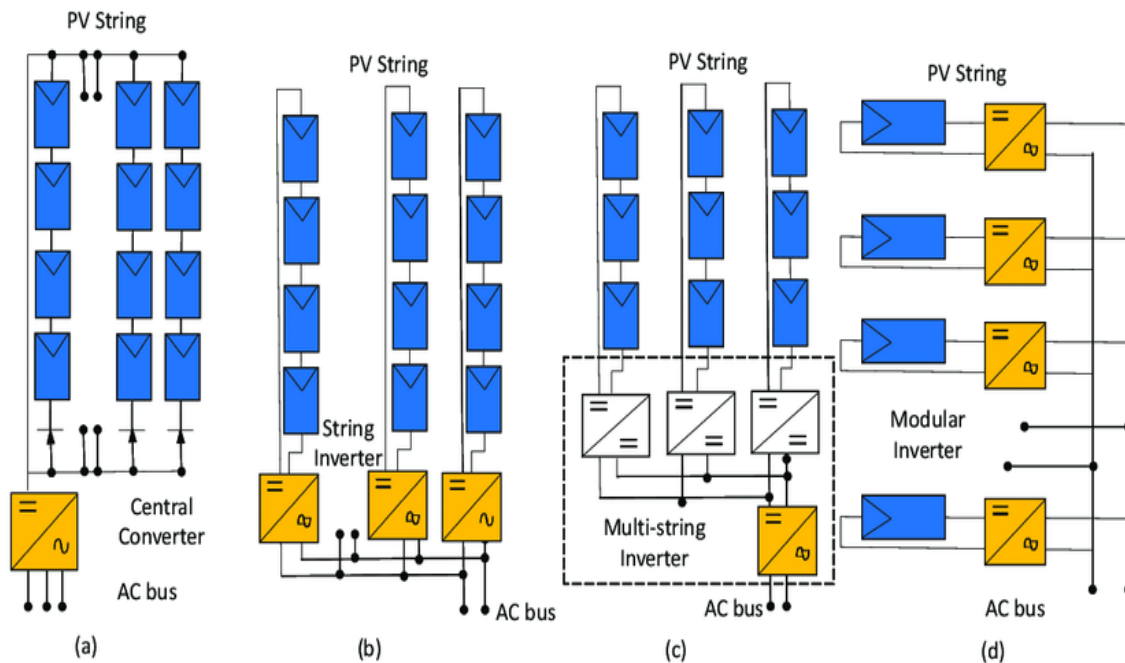 PV String
Central
Converter
AC bus
(a)
PV String
String
Inverter
AC bus
(b)
PV String
Multi-string
Inverter
AC bus
(c)
PV String
Modular
Inverter
AC bus
(d)